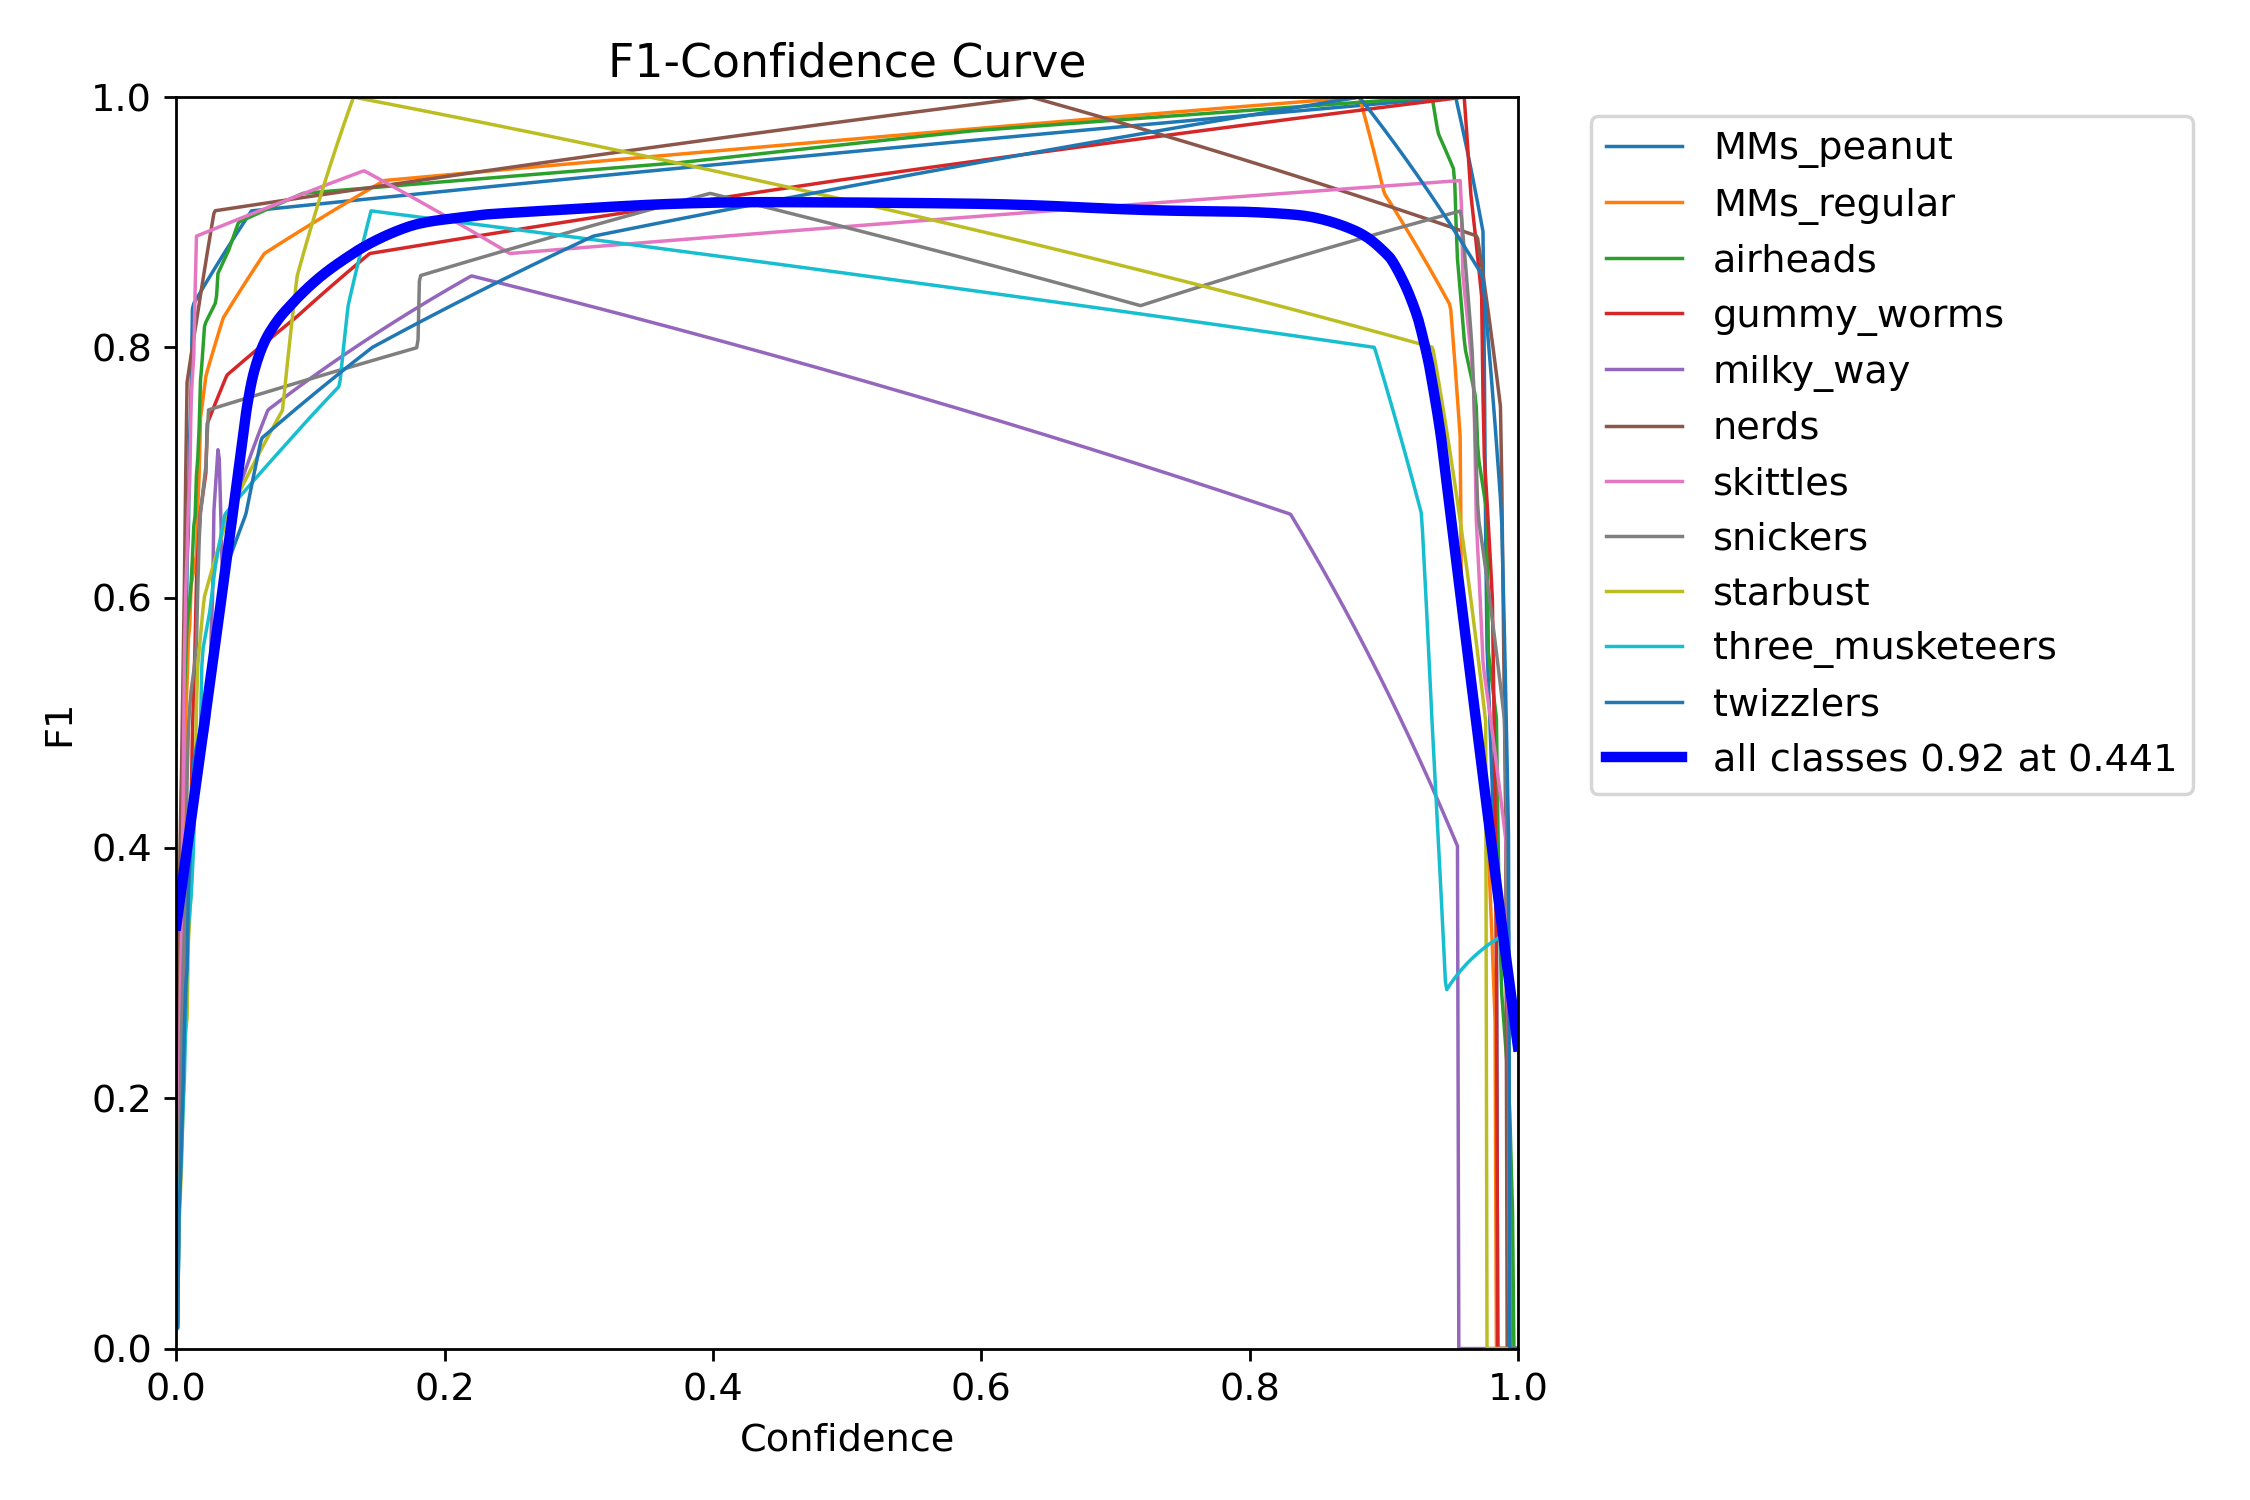 F1-Confidence Curve
1.0
0.8
0.6
0.4
0.2
0.0
F1
0.0 0.2 0.4 0.6 0.8 1.0
Confidence
MMs_peanut
MMs_regular
airheads
gummy_worms
milky_way
nerds
skittles
snickers
starbust
three_musketeers
twizzlers
all classes 0.92 at 0.441